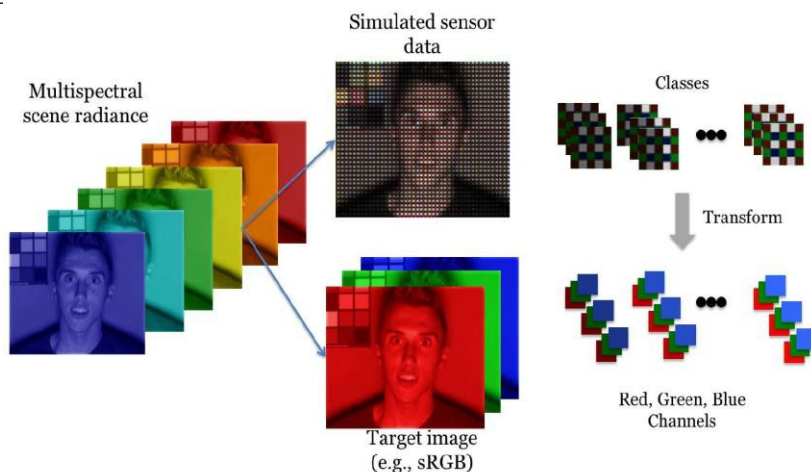 Simulated sensor
data
Multispectral
scene radiance
Classes
Transform
Target image
(e.g., sRGB)
Red, Green, Blue
Channels